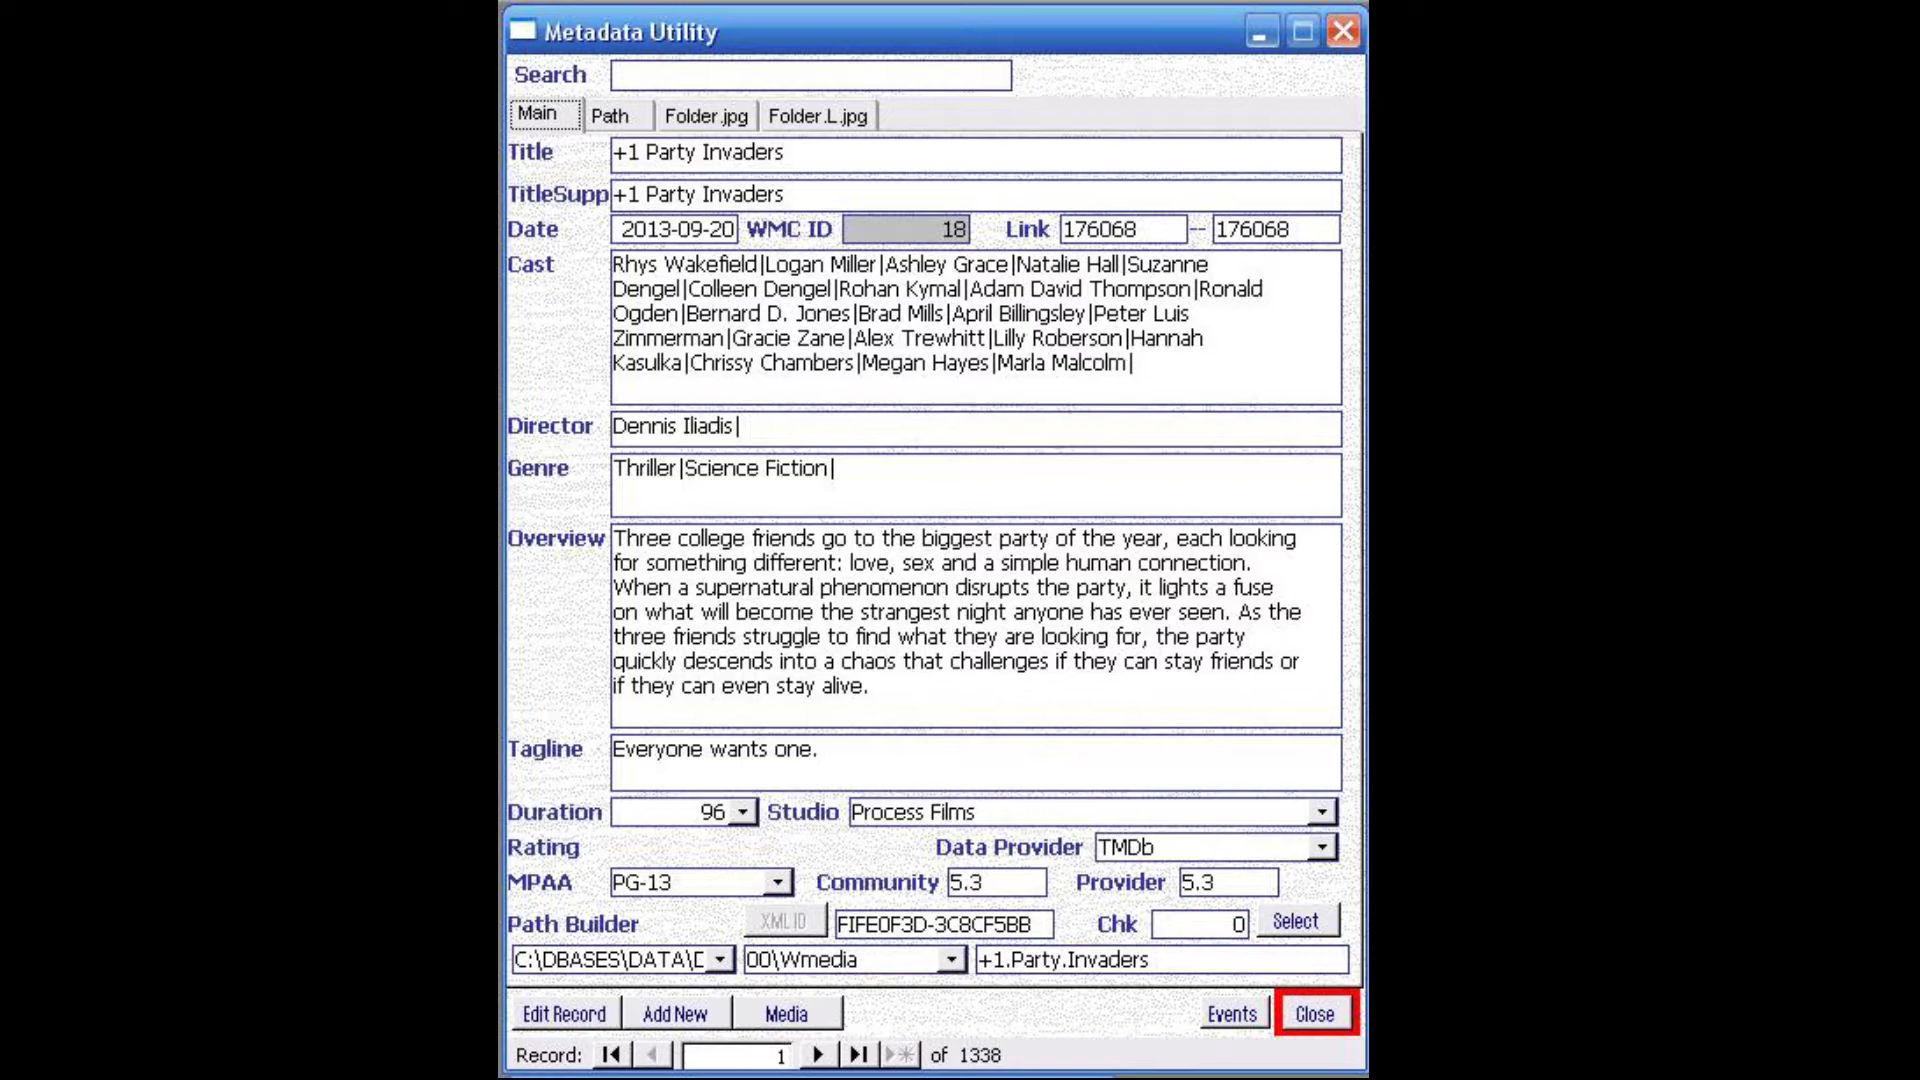 Metadata Utility
Search
Main Path Folder.jpg Folder.L.jpg
Title +1 Party Invaders
TitleSupp +1 Party Invaders
Date 2013-09-20 WMC ID 18 Link 176068 -- 176068
Cast Rhys Wakefield|Logan Miller|Ashley Grace|Natalie Hall|Suzanne
Dengel|Colleen Dengel|Rohan Kymal|Adam David Thompson|Ronald
Ogden|Bernard D. Jones|Brad Mills|April Billingsley|Peter Luis
Zimmerman|Gracie Zane|Alex Trewhitt|Lilly Roberson|Hannah
Kasulka|Chrissy Chambers|Megan Hayes|Marla Malcolm|
Director Dennis Iliadis|
Genre Thriller|Science Fiction|
Overview Three college friends go to the biggest party of the year, each looking
for something different: love, sex and a simple human connection.
When a supernatural phenomenon disrupts the party, it lights a fuse
on what will become the strangest night anyone has ever seen. As the
three friends struggle to find what they are looking for, the party
quickly descends into a chaos that challenges if they can stay friends or
if they can even stay alive.
Tagline Everyone wants one.
Duration 96 Studio Process Films
Rating Data Provider TMDb
MPAA PG-13 Community 5.3 Provider 5.3
Path Builder XML ID FIFE0F3D-3C8CF5BB Chk 0 Select
C:\DBASES\DATA\D 00\Wmedia +1.Party.Invaders
Edit Record Add New Media Events Close
Record: 1 of 1338